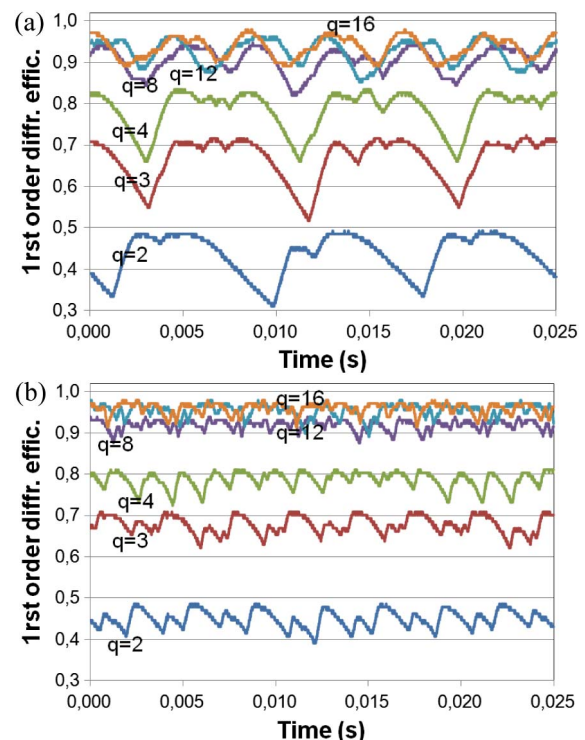 (a)
1rst order diffr. effic.
1,0
0,9
0,8
0,7
0,6
0,5
0,4
0,3
q=16
q=12
q=8
q=4
q=3
q=2
0,000 0,005 0,010 0,015 0,020 0,025
Time (s)
(b)
1rst order diffr. effic.
1,0
0,9
0,8
0,7
0,6
0,5
0,4
0,3
q=16
q=12
q=8
q=4
q=3
q=2
0,000 0,005 0,010 0,015 0,020 0,025
Time (s)